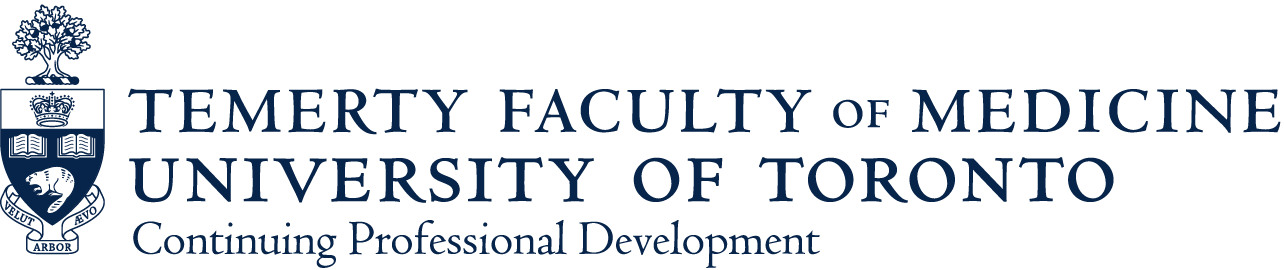 TEMERTY FACULTY OF MEDICINE
UNIVERSITY OF TORONTO
Continuing Professional Development
VELUT ARBOR ÆVO